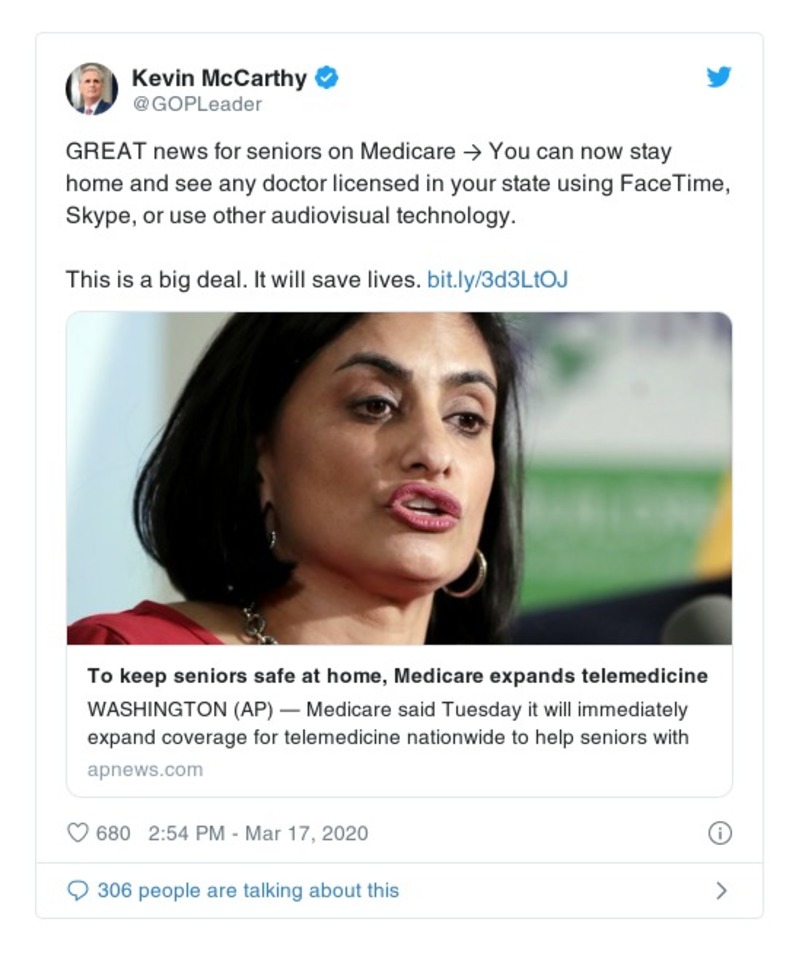 Kevin McCarthy
@GOPLeader
GREAT news for seniors on Medicare → You can now stay
home and see any doctor licensed in your state using FaceTime,
Skype, or use other audiovisual technology.
This is a big deal. It will save lives. bit.ly/3d3LtOJ
To keep seniors safe at home, Medicare expands telemedicine
WASHINGTON (AP) — Medicare said Tuesday it will immediately
expand coverage for telemedicine nationwide to help seniors with
apnews.com
680 2:54 PM - Mar 17, 2020
306 people are talking about this